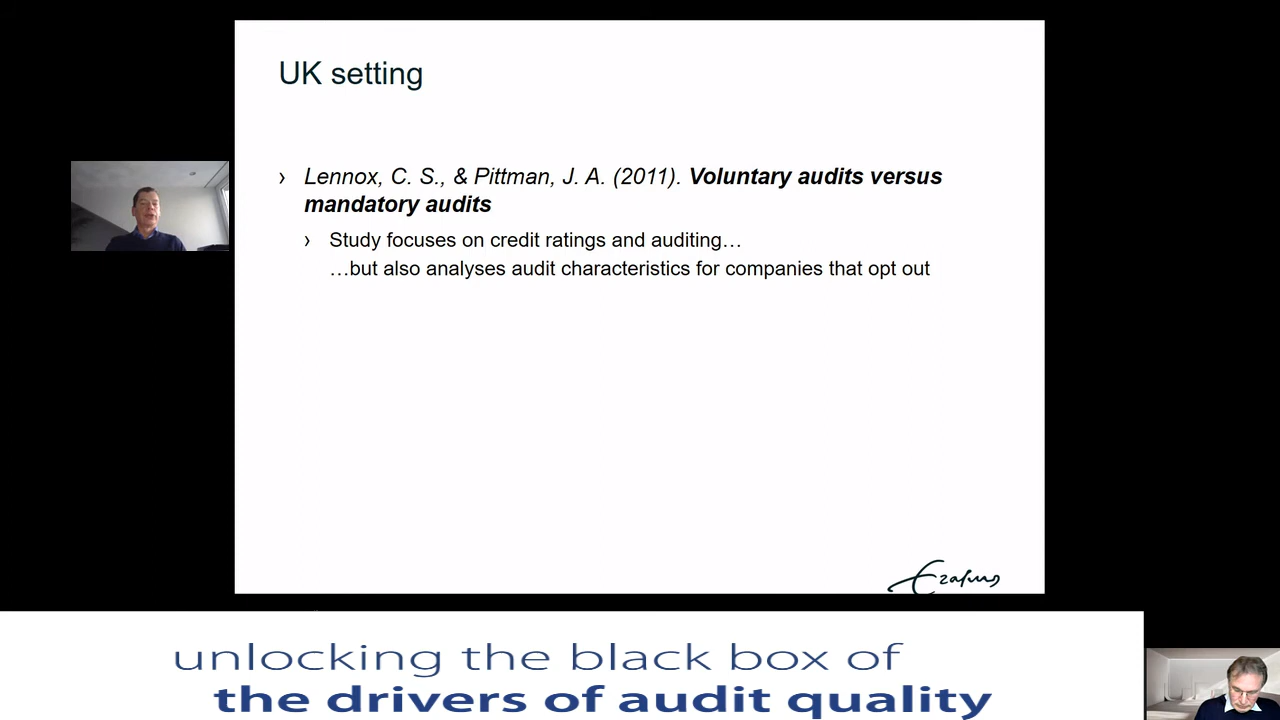 UK setting
› Lennox, C. S., & Pittman, J. A. (2011). Voluntary audits versus
mandatory audits
› Study focuses on credit ratings and auditing…
…but also analyses audit characteristics for companies that opt out
Erasmus
unlocking the black box of
the drivers of audit quality